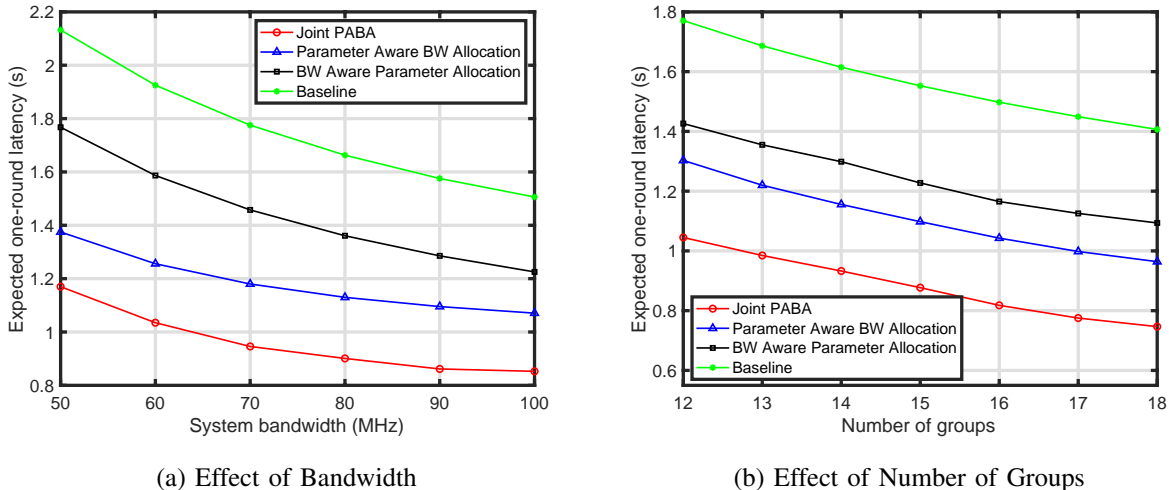 2.2
2
1.8
1.6
1.4
1.2
1
0.8
50
60
70
80
90
100
Expected one-round latency (s)
System bandwidth (MHz)
Joint PABA
Parameter Aware BW Allocation
BW Aware Parameter Allocation
Baseline
(a) Effect of Bandwidth
1.8
1.6
1.4
1.2
1
0.8
0.6
12
13
14
15
16
17
18
Expected one-round latency (s)
Number of groups
Joint PABA
Parameter Aware BW Allocation
BW Aware Parameter Allocation
Baseline
(b) Effect of Number of Groups